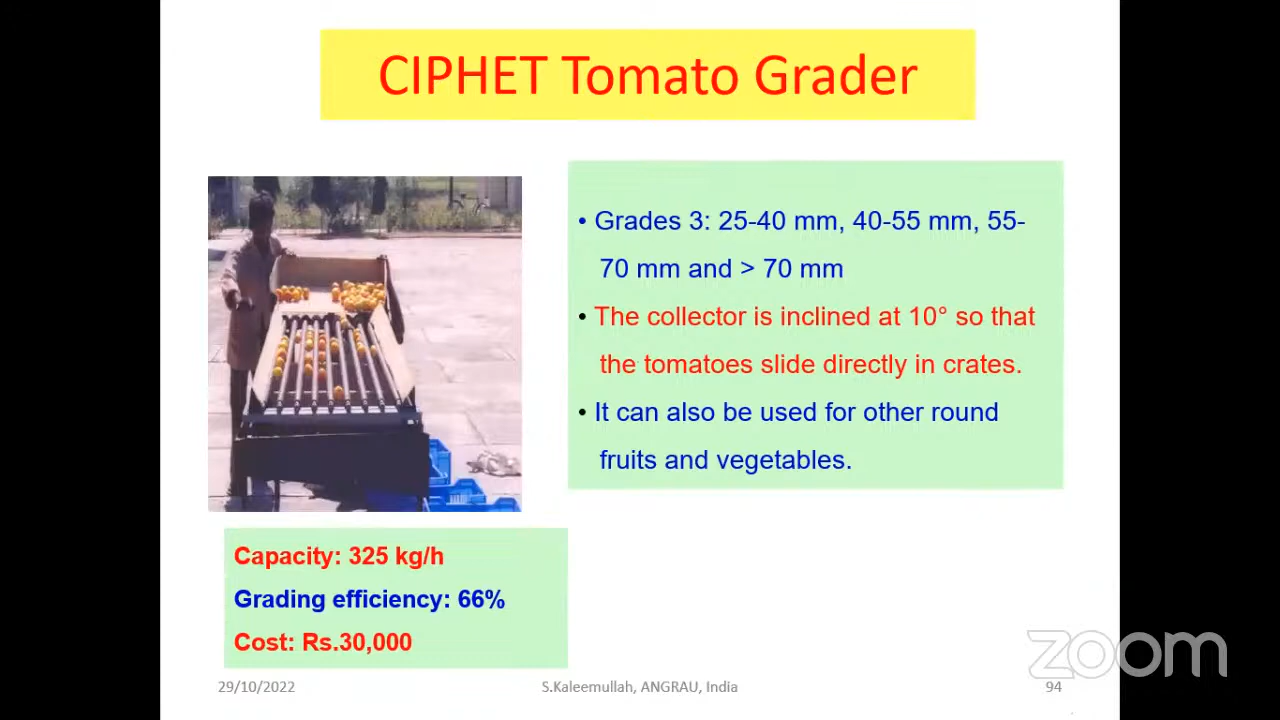 CIPHET Tomato Grader
• Grades 3: 25-40 mm, 40-55 mm, 55-
70 mm and > 70 mm
• The collector is inclined at 10° so that
the tomatoes slide directly in crates.
• It can also be used for other round
fruits and vegetables.
Capacity: 325 kg/h
Grading efficiency: 66%
Cost: Rs.30,000
zoom
29/10/2022
S.Kaleemullah, ANGRAU, India
94